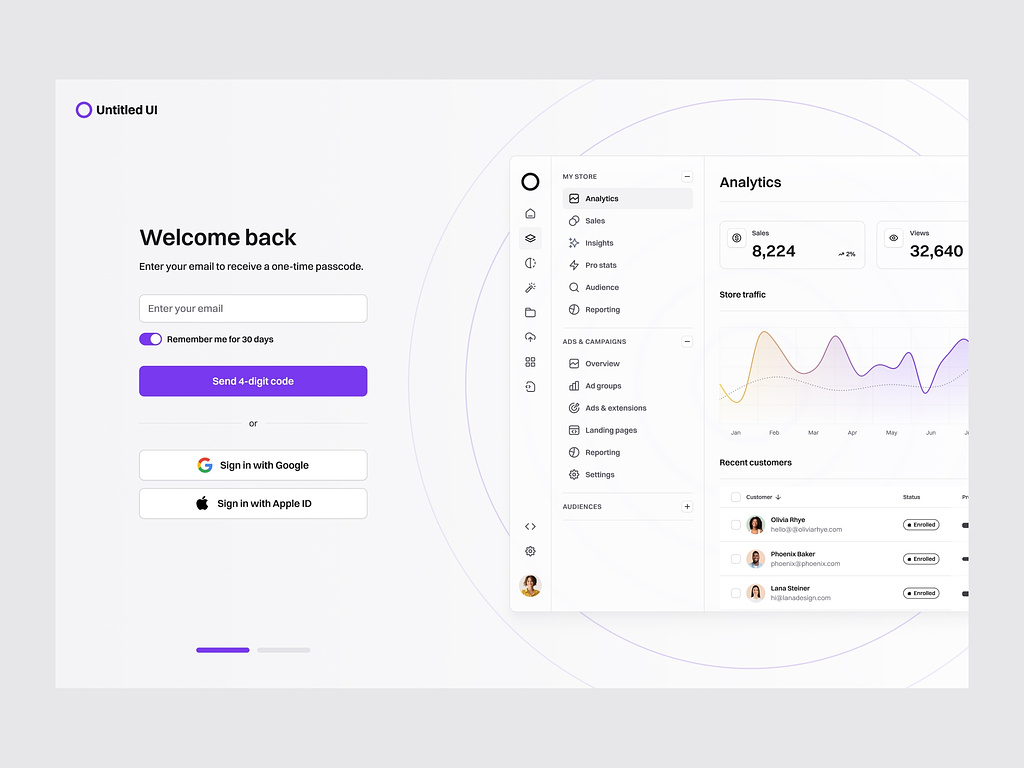 Untitled UI
Welcome back
Enter your email to receive a one-time passcode.
Enter your email
Remember me for 30 days
Send 4-digit code
or
Sign in with Google
Sign in with Apple ID
MY STORE
Analytics
Sales
Insights
Pro stats
Audience
Reporting
ADS & CAMPAIGNS
Overview
Ad groups
Ads & extensions
Landing pages
Reporting
Settings
AUDIENCES
Analytics
Sales
8,224
2%
Views
32,640
Store traffic
Jan Feb Mar Apr May Jun
Recent customers
Customer Status
Olivia Rhye
hello@@oliviarhye.com
Enrolled
Phoenix Baker
phoenix@phoenix.com
Enrolled
Lana Steiner
hi@lanadesign.com
Enrolled